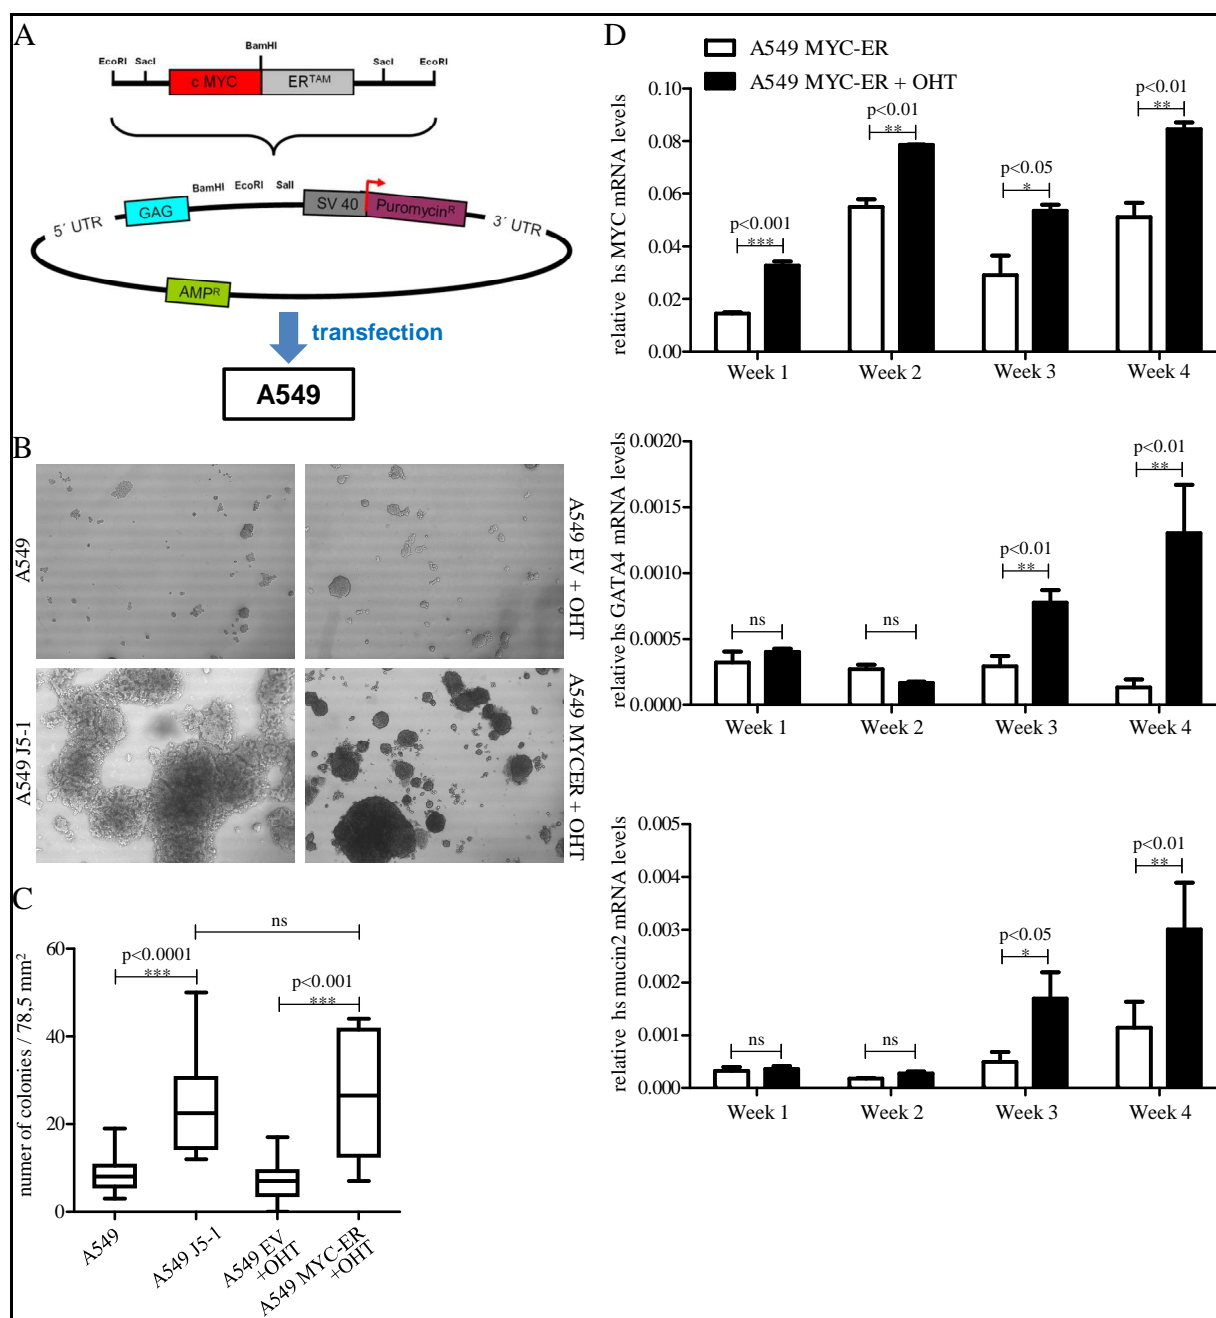 A
BamHI
EcoRI SacI SacI EcoRI
c MYC ERTAM
BamHI EcoRI SalI
5´ UTR GAG SV 40 PuromycinR 3´ UTR
AMPR
transfection
A549
B
A549
A549 EV + OHT
A549 J5-1
A549 MYCER + OHT
C
numer of colonies / 78,5 mm²
60
40
20
0
p<0.0001
***
ns
p<0.001
***
A549
A549 J5-1
A549 EV
+OHT
A549 MYC-ER
+OHT
D
A549 MYC-ER
A549 MYC-ER + OHT
relative hs MYC mRNA levels
0.10
0.08
0.06
0.04
0.02
0.00
p<0.001
***
p<0.01
**
p<0.05
*
p<0.01
**
Week 1 Week 2 Week 3 Week 4
relative hs GATA4 mRNA levels
0.0020
0.0015
0.0010
0.0005
0.0000
ns
ns
p<0.01
**
p<0.01
**
Week 1 Week 2 Week 3 Week 4
relative hs mucin2 mRNA levels
0.005
0.004
0.003
0.002
0.001
0.000
ns
ns
p<0.05
*
p<0.01
**
Week 1 Week 2 Week 3 Week 4